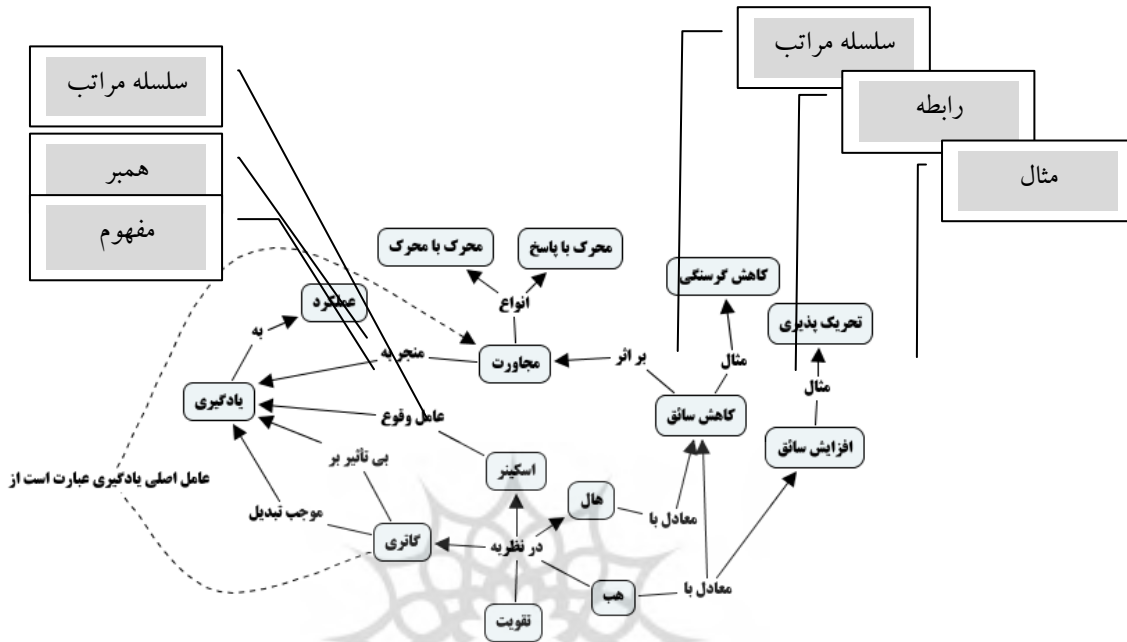 سلسله مراتب
رابطه
مثال
سلسله مراتب
همبر
مفهوم
محرک با پاسخ
محرک با محرک
انواع
کاهش گرسنگی
تحریک پذیری
عملکرد
به
منجر به
مجاورت
بر اثر
مثال
مثال
یادگیری
عامل وقوع
کاهش سائق
افزایش سائق
بی تأثیر بر
اسکینر
عامل اصلی یادگیری عبارت است از
موجب تبدیل
هال
معادل با
گاتری
در نظریه
هب
معادل با
تقویت